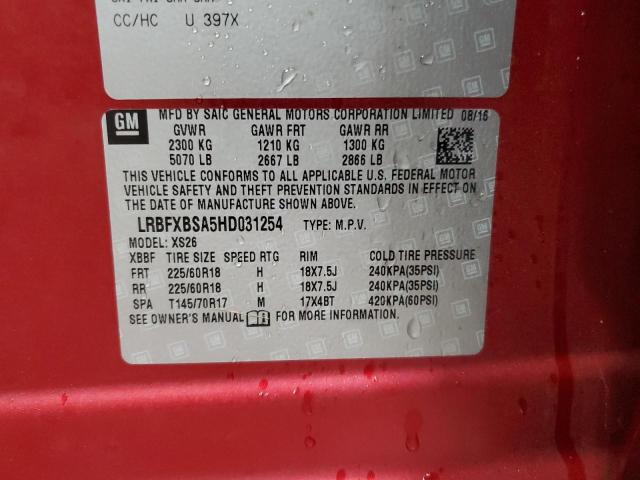 CC/HC U 397X
GM
MFD BY SAIC GENERAL MOTORS CORPORATION LIMITED 08/16
GVWR GAWR FRT GAWR RR
2300 KG 1210 KG 1300 KG
5070 LB 2667 LB 2866 LB
THIS VEHICLE CONFORMS TO ALL APPLICABLE U.S. FEDERAL MOTOR
VEHICLE SAFETY AND THEFT PREVENTION STANDARDS IN EFFECT ON
THE DATE OF MANUFACTURE SHOWN ABOVE.
LRBFXBSA5HD031254 TYPE: M.P.V.
MODEL: XS26
XBBF TIRE SIZE SPEED RTG RIM COLD TIRE PRESSURE
FRT 225/60R18 H 18X7.5J 240KPA(35PSI)
RR 225/60R18 H 18X7.5J 240KPA(35PSI)
SPA T145/70R17 M 17X4BT 420KPA(60PSI)
SEE OWNER'S MANUAL FOR MORE INFORMATION.